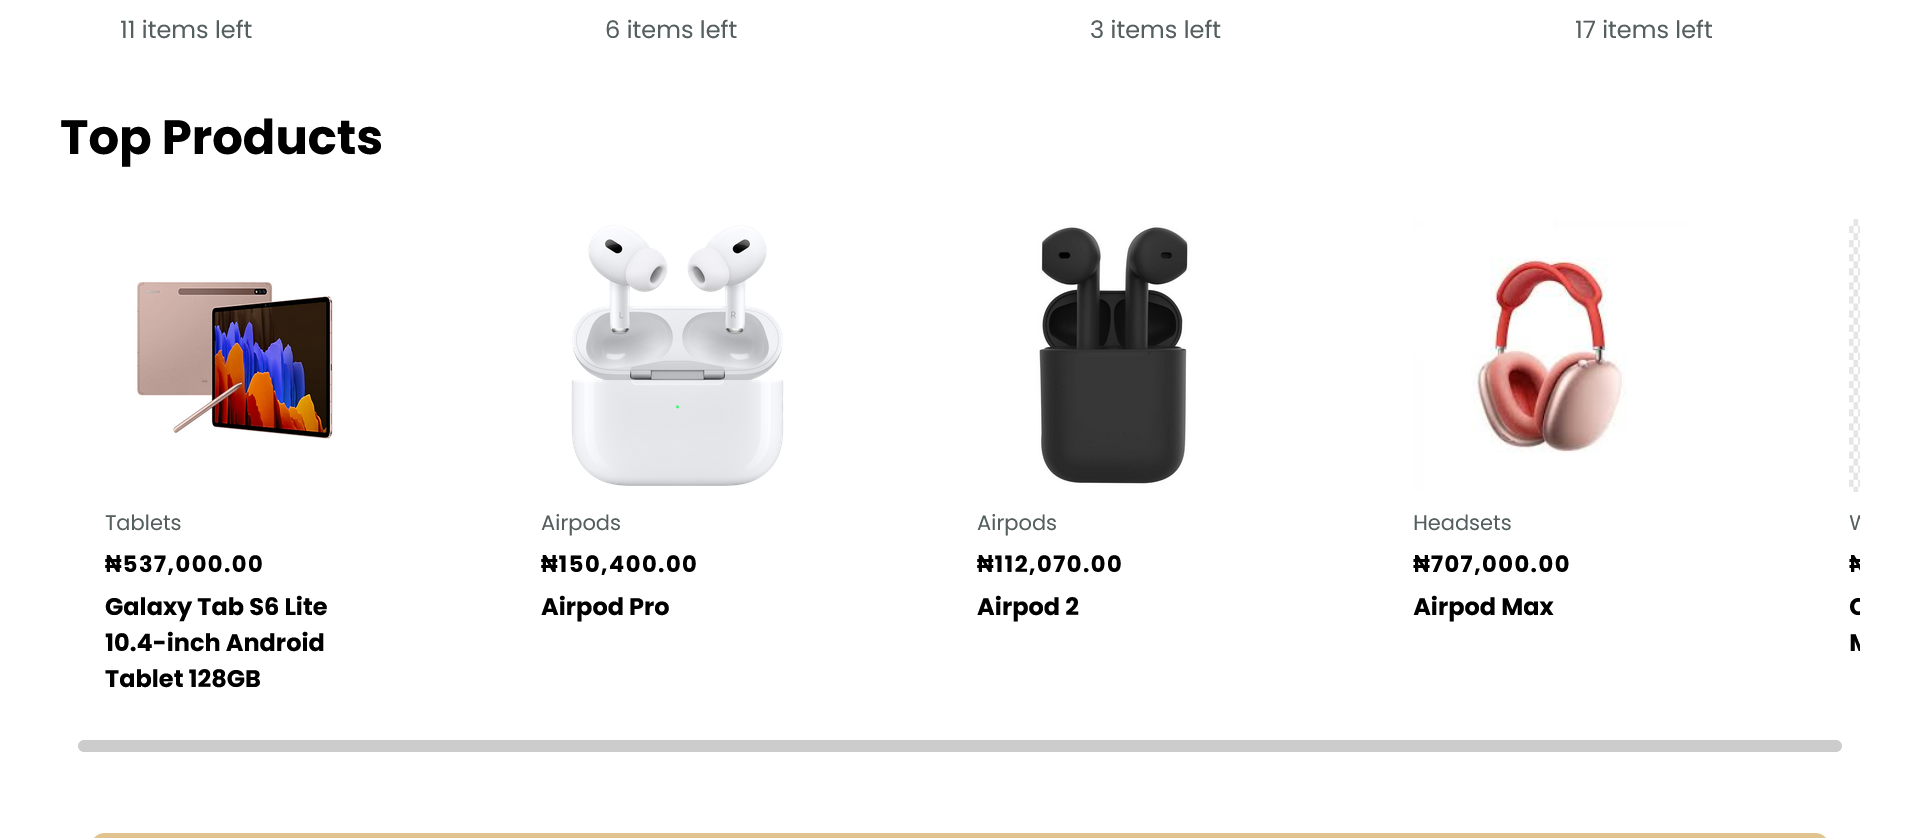 11 items left
6 items left
3 items left
17 items left
Top Products
Tablets
₦537,000.00
Galaxy Tab S6 Lite
10.4-inch Android
Tablet 128GB
Airpods
₦150,400.00
Airpod Pro
Airpods
₦112,070.00
Airpod 2
Headsets
₦707,000.00
Airpod Max